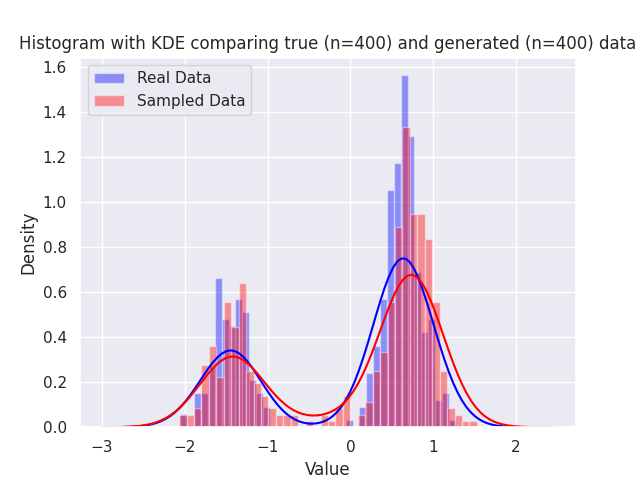 Histogram with KDE comparing true (n=400) and generated (n=400) data
Real Data
Sampled Data
Density
1.6
1.4
1.2
1.0
0.8
0.6
0.4
0.2
0.0
−3 −2 −1 0 1 2
Value